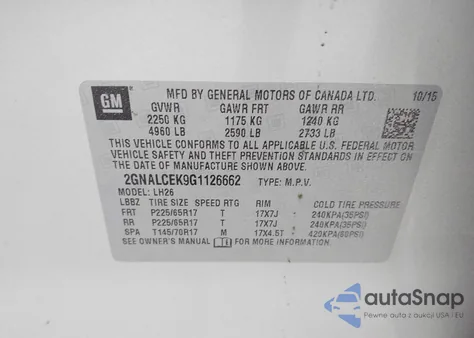 GM
MFD BY GENERAL MOTORS OF CANADA LTD. 10/15
GVWR GAWR FRT GAWR RR
2250 KG 1175 KG 1240 KG
4960 LB 2590 LB 2733 LB
THIS VEHICLE CONFORMS TO ALL APPLICABLE U.S. FEDERAL MOTOR
VEHICLE SAFETY, BUMPER, AND THEFT PREVENTION
STANDARDS IN EFFECT ON THE DATE OF MANUFACTURE SHOWN ABOVE.
2GNALCEK9G1126662 TYPE: M.P.V.
MODEL: LH26
LBBZ TIRE SIZE SPEED RTG RIM COLD TIRE PRESSURE
FRT P225/65R17 T 17X7J 240KPA(35PSI)
RR P225/65R17 T 17X7J 240KPA(35PSI)
SPA T145/70R17 M 17X4.5T 420KPA(60PSI)
SEE OWNER'S MANUAL FOR MORE INFORMATION.
autoSnap
Pewne auta z aukcji USA i EU